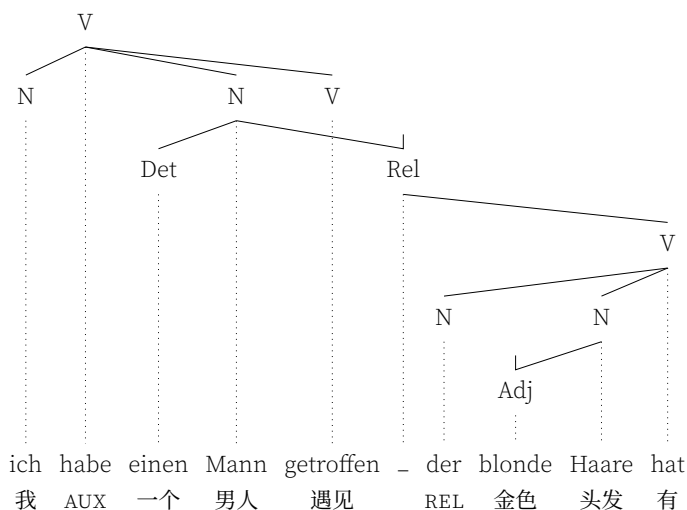 V
N N V
Det Rel
V
N N
Adj
ich habe einen Mann getroffen _ der blonde Haare hat
我 AUX 一个 男人 遇见 REL 金色 头发 有